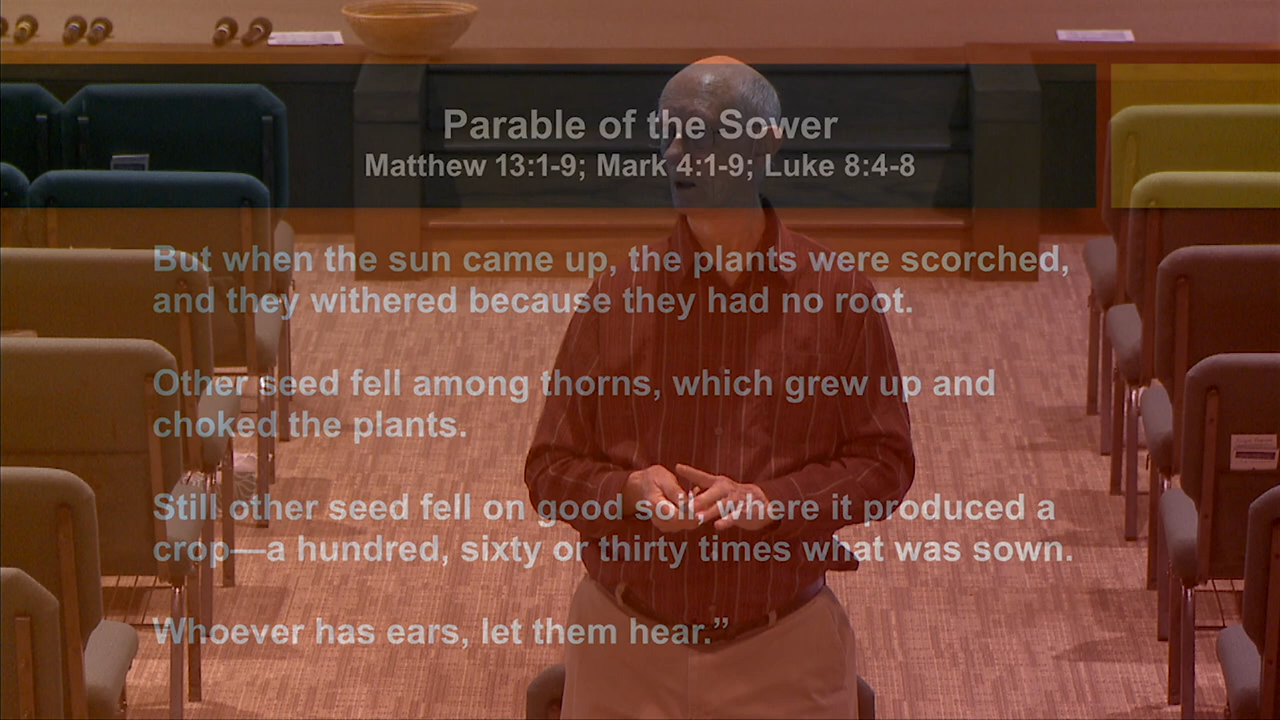 Parable of the Sower
Matthew 13:1-9; Mark 4:1-9; Luke 8:4-8
But when the sun came up, the plants were scorched,
and they withered because they had no root.
Other seed fell among thorns, which grew up and
choked the plants.
Still other seed fell on good soil, where it produced a
crop—a hundred, sixty or thirty times what was sown.
Whoever has ears, let them hear.”